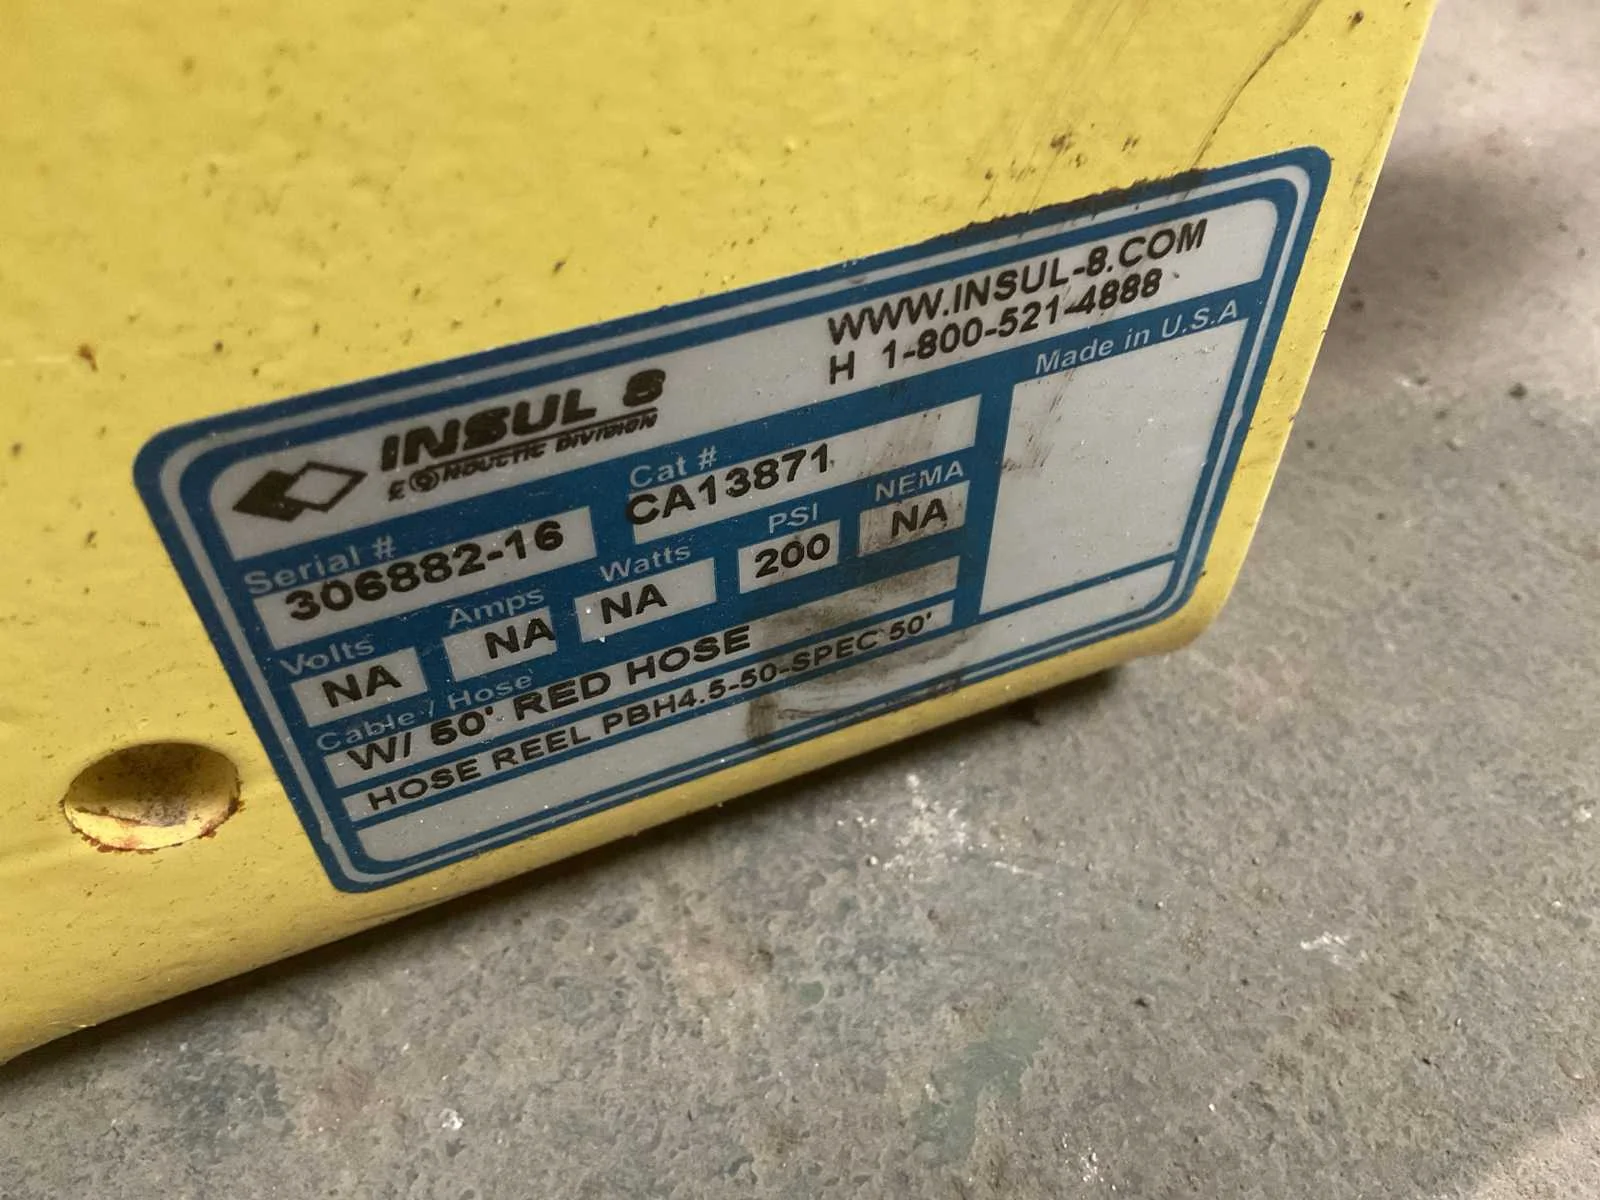 INSUL 8
DIVISION
WWW.INSUL-8.COM
H 1-800-521-4888
Made in U.S.A
Serial #
306882-16
Cat #
CA13871
Volts
NA
Amps
NA
Watts
NA
PSI
200
NEMA
NA
Cable / Hose
W/ 50' RED HOSE
HOSE REEL PBH4.5-50-SPEC 50'